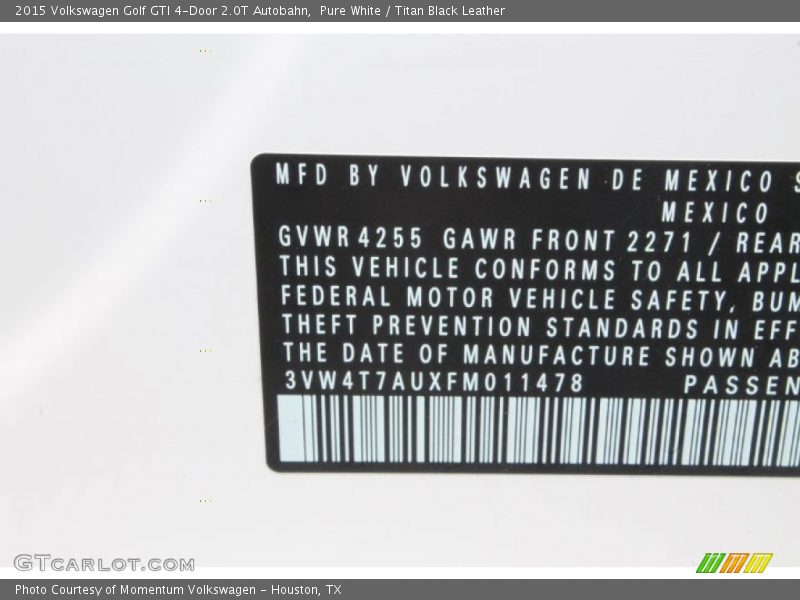 2015 Volkswagen Golf GTI 4-Door 2.0T Autobahn,  Pure White / Titan Black Leather
MFD BY VOLKSWAGEN DE MEXICO S
MEXICO
GVWR 4255 GAWR FRONT 2271 / REAR
THIS VEHICLE CONFORMS TO ALL APPL
FEDERAL MOTOR VEHICLE SAFETY, BUM
THEFT PREVENTION STANDARDS IN EFF
THE DATE OF MANUFACTURE SHOWN AB
3VW4T7AUXFM011478 PASSEN
GTcarlot.com
Photo Courtesy of Momentum Volkswagen - Houston, TX